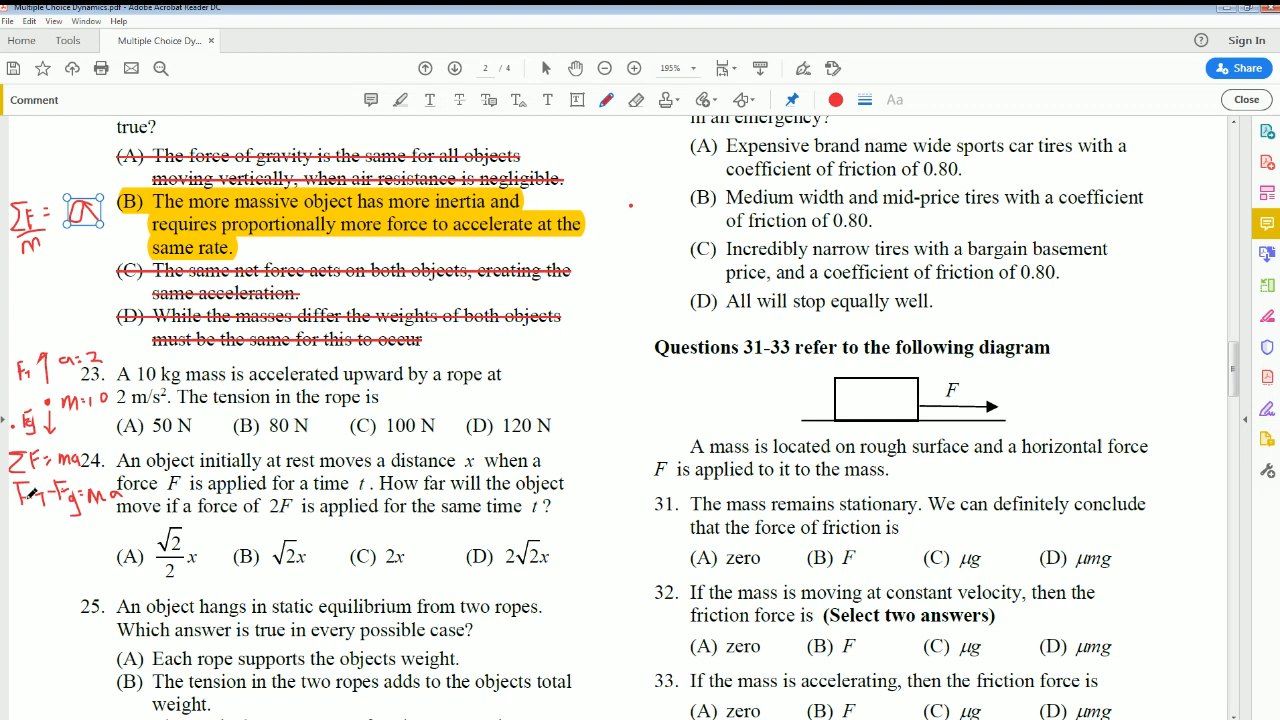 Multiple Choice Dynamics.pdf - Adobe Acrobat Reader DC
File Edit View Window Help
Home Tools Multiple Choice Dy... × Sign In
2 / 4 195% Share
Comment Aa Close
true?
(A) The force of gravity is the same for all objects
moving vertically, when air resistance is negligible.
(B) The more massive object has more inertia and
requires proportionally more force to accelerate at the
same rate.
(C) The same net force acts on both objects, creating the
same acceleration.
(D) While the masses differ the weights of both objects
must be the same for this to occur
ΣF =
m
a
23. A 10 kg mass is accelerated upward by a rope at
2 m/s². The tension in the rope is
(A) 50 N (B) 80 N (C) 100 N (D) 120 N
FT a=2
m=10
Fg
ΣF=ma
FT-Fg=ma
24. An object initially at rest moves a distance x when a
force F is applied for a time t. How far will the object
move if a force of 2F is applied for the same time t?
(A) √2/2 x (B) √2x (C) 2x (D) 2√2x
25. An object hangs in static equilibrium from two ropes.
Which answer is true in every possible case?
(A) Each rope supports the objects weight.
(B) The tension in the two ropes adds to the objects total
weight.
in an emergency?
(A) Expensive brand name wide sports car tires with a
coefficient of friction of 0.80.
(B) Medium width and mid-price tires with a coefficient
of friction of 0.80.
(C) Incredibly narrow tires with a bargain basement
price, and a coefficient of friction of 0.80.
(D) All will stop equally well.
Questions 31-33 refer to the following diagram
F
A mass is located on rough surface and a horizontal force
F is applied to it to the mass.
31. The mass remains stationary. We can definitely conclude
that the force of friction is
(A) zero (B) F (C) μg (D) μmg
32. If the mass is moving at constant velocity, then the
friction force is (Select two answers)
(A) zero (B) F (C) μg (D) μmg
33. If the mass is accelerating, then the friction force is
(A) zero (B) F (C) μg (D) μmg